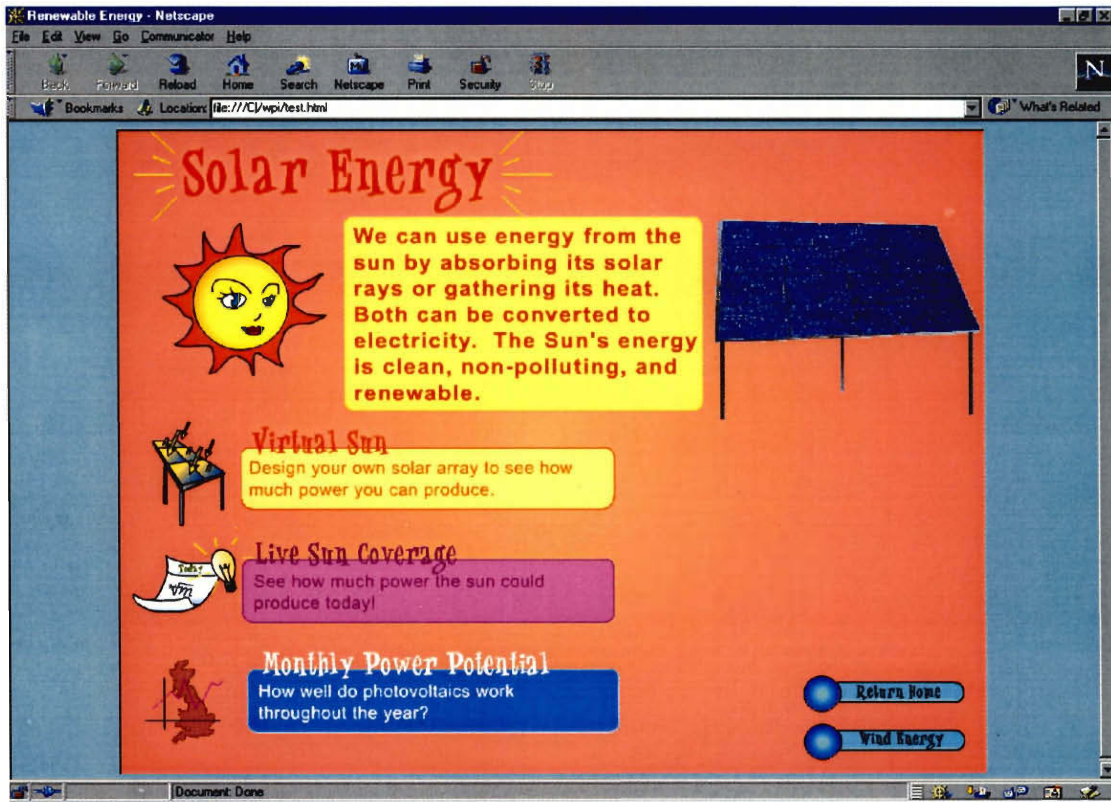 Renewable Energy - Netscape
File Edit View Go Communicator Help
Back Forward Reload Home Search Netscape Print Security Stop
N
Bookmarks Location: file:///C|/wpi/test.html What's Related
Solar Energy
We can use energy from the
sun by absorbing its solar
rays or gathering its heat.
Both can be converted to
electricity. The Sun's energy
is clean, non-polluting, and
renewable.
Virtual Sun
Design your own solar array to see how
much power you can produce.
Live Sun Coverage
Today
See how much power the sun could
produce today!
Monthly Power Potential
How well do photovoltaics work
throughout the year?
Return Home
Wind Energy
Document: Done